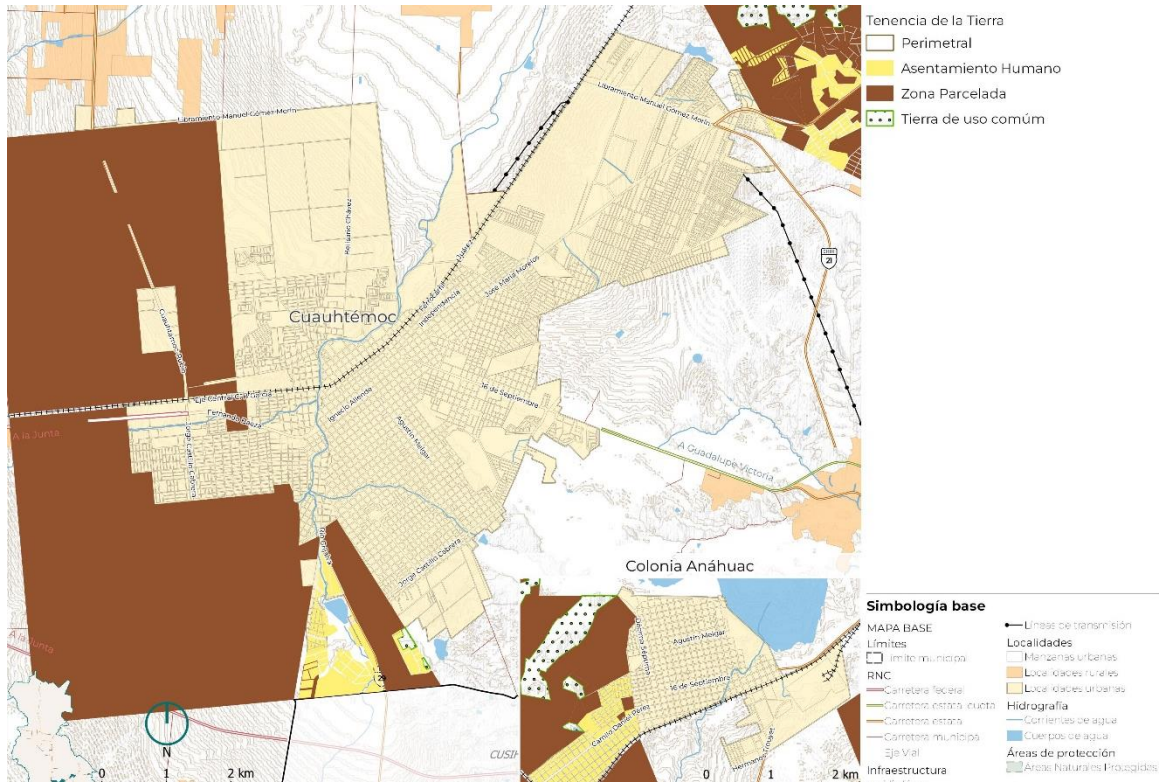 Tenencia de la Tierra
Perimetral
Asentamiento Humano
Zona Parcelada
Tierra de uso comúm
Libramiento Manuel Gómez Morín
Libramiento Manuel Gómez Morín
21
Juárez
José María Morelos
Independencia
Cuauhtémoc
16 de Septiembre
Ignacio Allende
Agustín Melgar
Fernando Baeza
A la Junta
A Guadalupe Victoria
Jorge Castillo Cabrera
Colonia Anáhuac
A la Junta
Agustín Melgar
16 de Septiembre
Camilo Daniel Pérez
N
0 1 2 km
0 1 2 km
Simbología base
MAPA BASE
Límites
Límite municipal
RNC
Carretera federal
Carretera estatal cuota
Carretera estatal
Carretera municipal
Eje Vial
Infraestructura
Líneas de transmisión
Localidades
Manzanas urbanas
Localidades rurales
Localidades urbanas
Hidrografía
Corrientes de agua
Cuerpos de agua
Áreas de protección
Áreas Naturales Protegidas